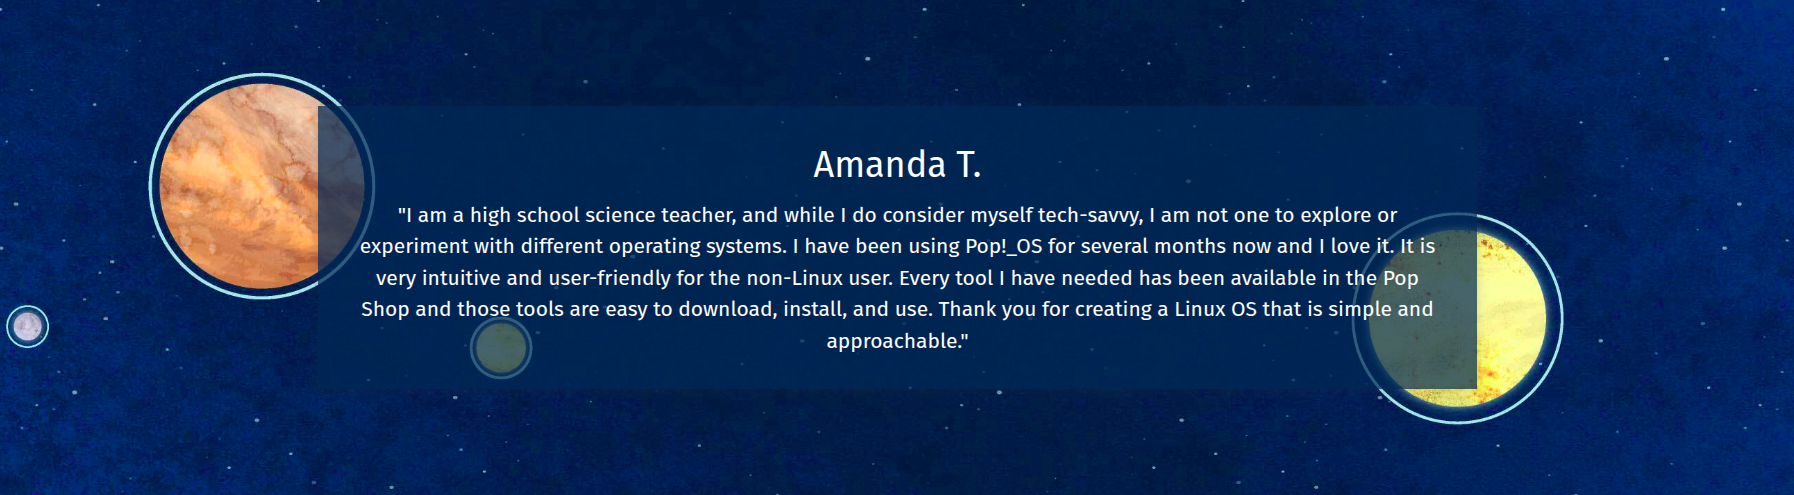 Amanda T.
"I am a high school science teacher, and while I do consider myself tech-savvy, I am not one to explore or
experiment with different operating systems. I have been using Pop!_OS for several months now and I love it. It is
very intuitive and user-friendly for the non-Linux user. Every tool I have needed has been available in the Pop
Shop and those tools are easy to download, install, and use. Thank you for creating a Linux OS that is simple and
approachable."